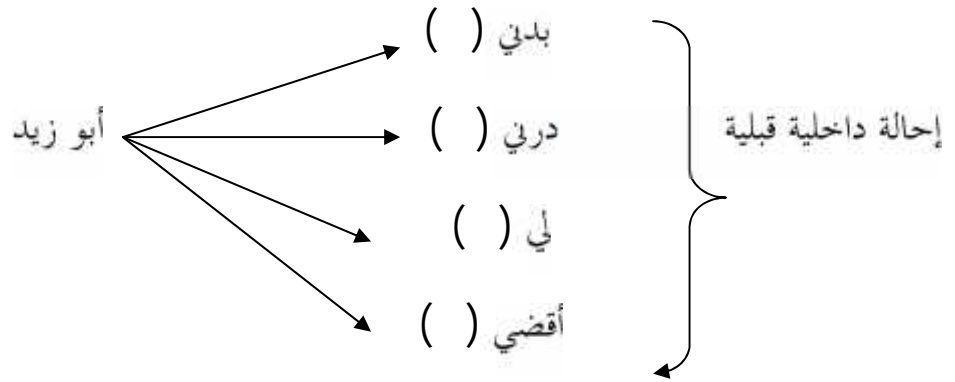 بدني ( )
إحالة داخلية قبلية
درني ( )
أبو زيد
لي ( )
أقضي ( )